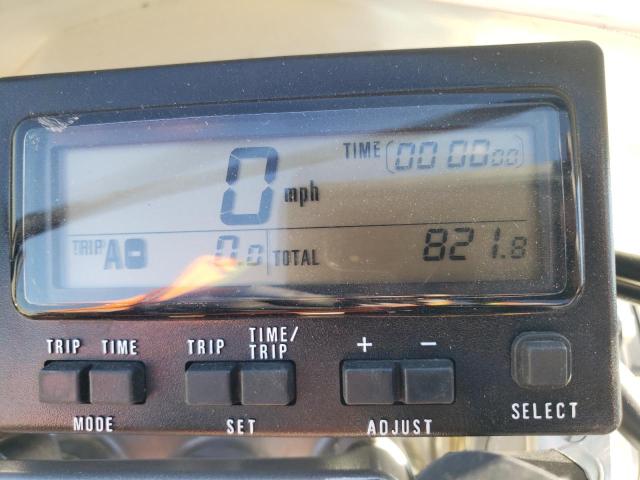 TIME 00 00 00
0 mph
TRIP A 0.0 TOTAL 821.8
TRIP TIME TRIP TIME/TRIP + −
MODE SET ADJUST SELECT